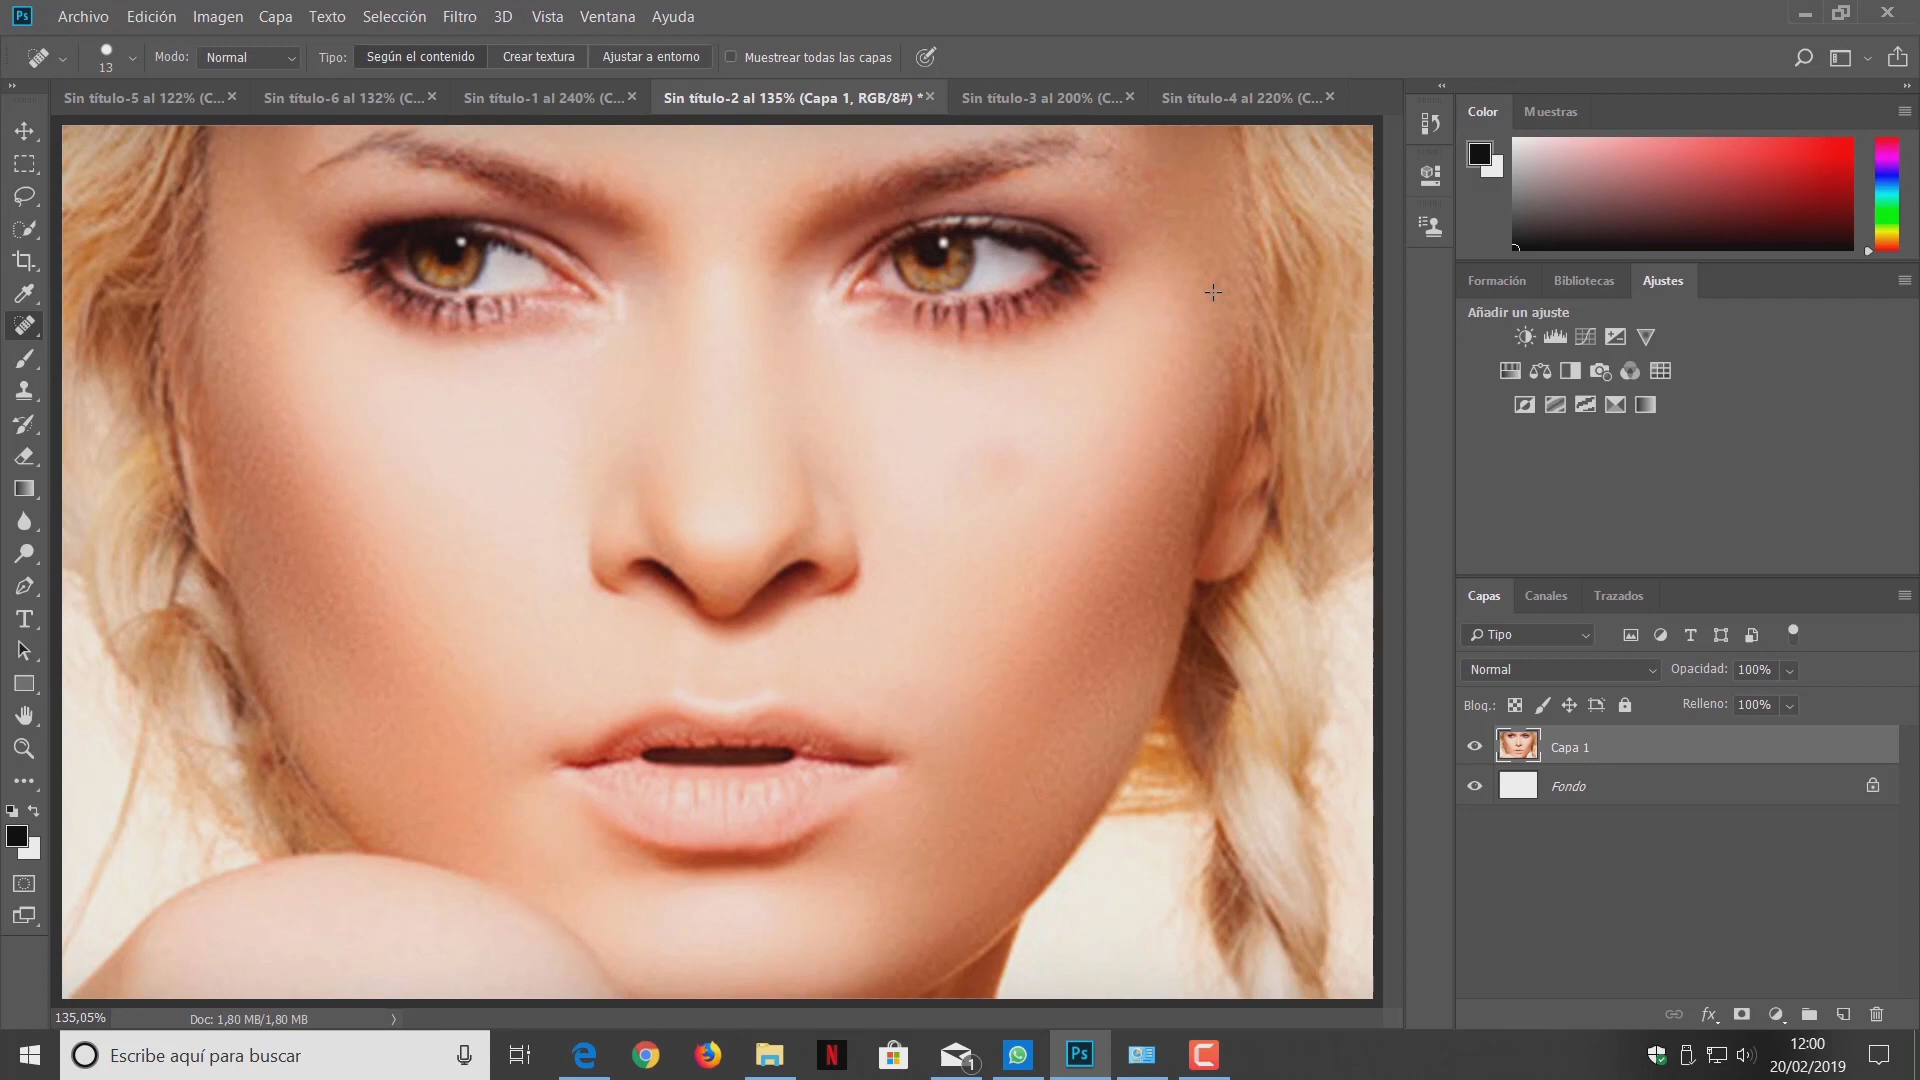 Ps Archivo Edición Imagen Capa Texto Selección Filtro 3D Vista Ventana Ayuda
13 Modo: Normal Tipo: Según el contenido Crear textura Ajustar a entorno Muestrear todas las capas
Sin título-5 al 122% (C... × Sin título-6 al 132% (C... × Sin título-1 al 240% (C... × Sin título-2 al 135% (Capa 1, RGB/8#) * × Sin título-3 al 200% (C... × Sin título-4 al 220% (C... ×
Color Muestras
Formación Bibliotecas Ajustes
Añadir un ajuste
Capas Canales Trazados
Tipo
Normal Opacidad: 100%
Bloq.: Relleno: 100%
Capa 1
Fondo
135,05% Doc: 1,80 MB/1,80 MB
Escribe aquí para buscar
N
1
Ps
12:00
20/02/2019